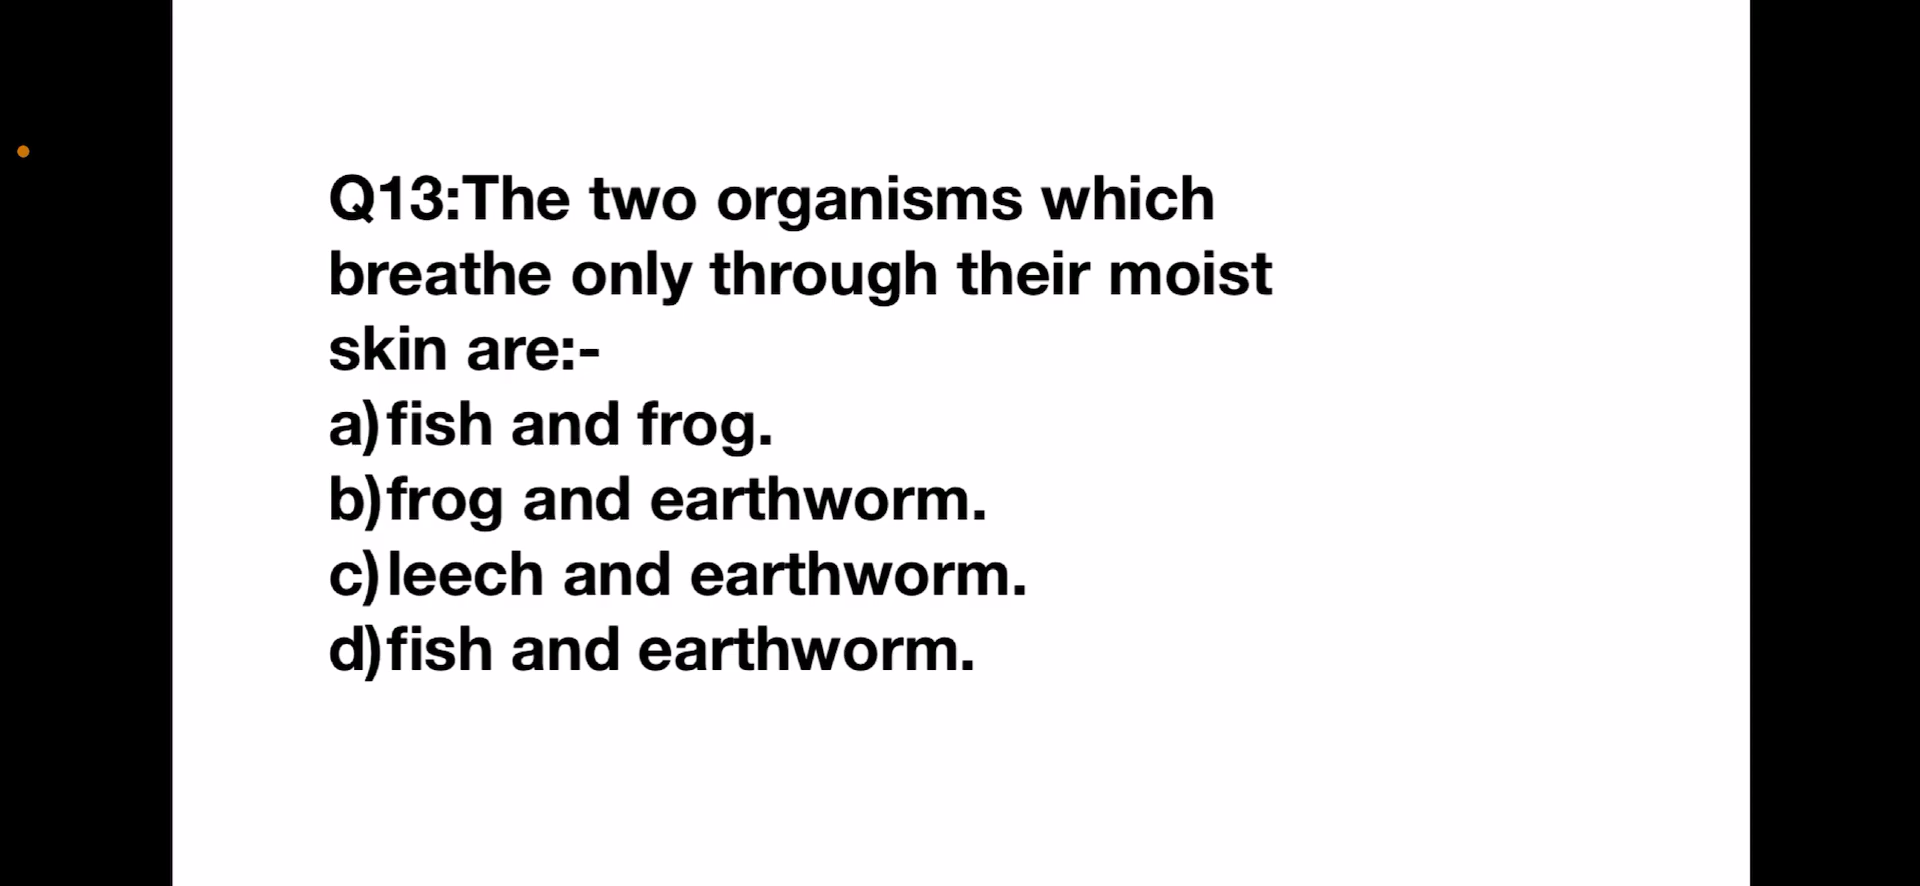 Q13:The two organisms which
breathe only through their moist
skin are:-
a)fish and frog.
b)frog and earthworm.
c)leech and earthworm.
d)fish and earthworm.